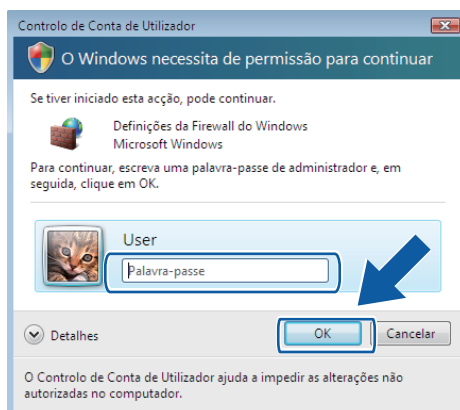 Controlo de Conta de Utilizador
O Windows necessita de permissão para continuar
Se tiver iniciado esta acção, pode continuar.
Definições da Firewall do Windows
Microsoft Windows
Para continuar, escreva uma palavra-passe de administrador e, em
seguida, clique em OK.
User
Palavra-passe
Detalhes
OK
Cancelar
O Controlo de Conta de Utilizador ajuda a impedir as alterações não
autorizadas no computador.